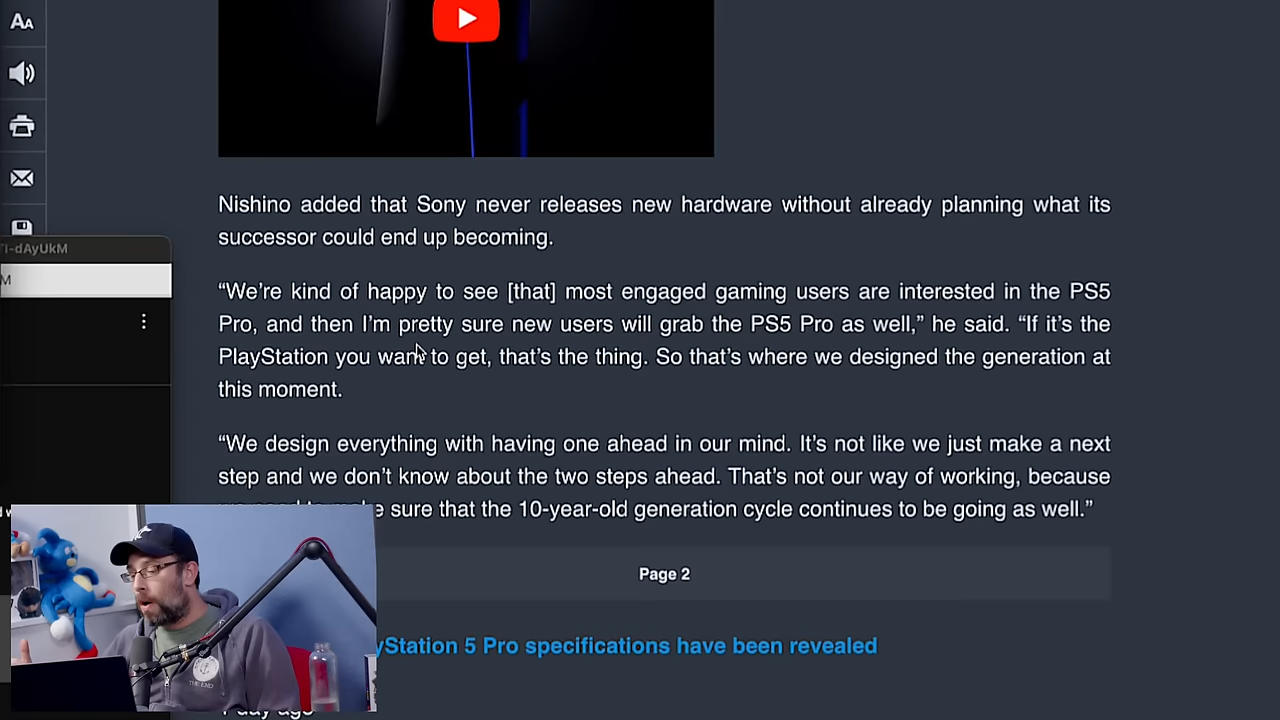 AA
TI-dAyUkM
M
Nishino added that Sony never releases new hardware without already planning what its
successor could end up becoming.
“We’re kind of happy to see [that] most engaged gaming users are interested in the PS5
Pro, and then I’m pretty sure new users will grab the PS5 Pro as well,” he said. “If it’s the
PlayStation you want to get, that’s the thing. So that’s where we designed the generation at
this moment.
“We design everything with having one ahead in our mind. It’s not like we just make a next
step and we don’t know about the two steps ahead. That’s not our way of working, because
sure that the 10-year-old generation cycle continues to be going as well.”
Page 2
yStation 5 Pro specifications have been revealed
THE END